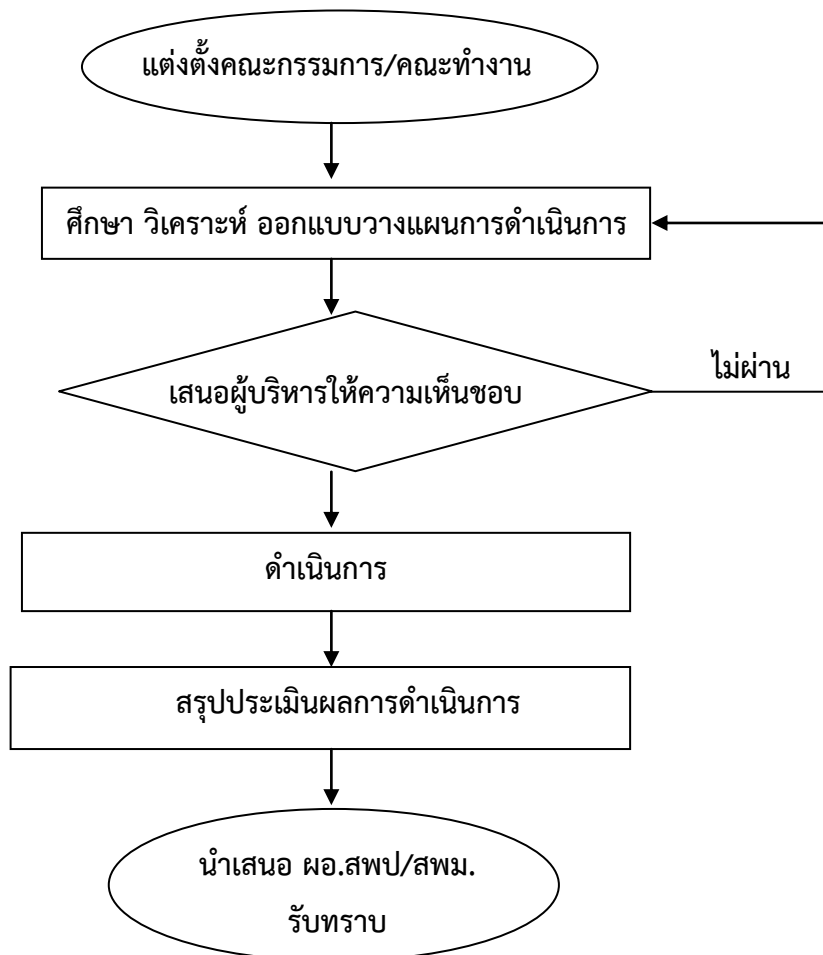 แต่งตั้งคณะกรรมการ/คณะทำงาน
ศึกษา วิเคราะห์ ออกแบบวางแผนการดำเนินการ
เสนอผู้บริหารให้ความเห็นชอบ
ไม่ผ่าน
ดำเนินการ
สรุปประเมินผลการดำเนินการ
นำเสนอ ผอ.สพป/สพม.
รับทราบ